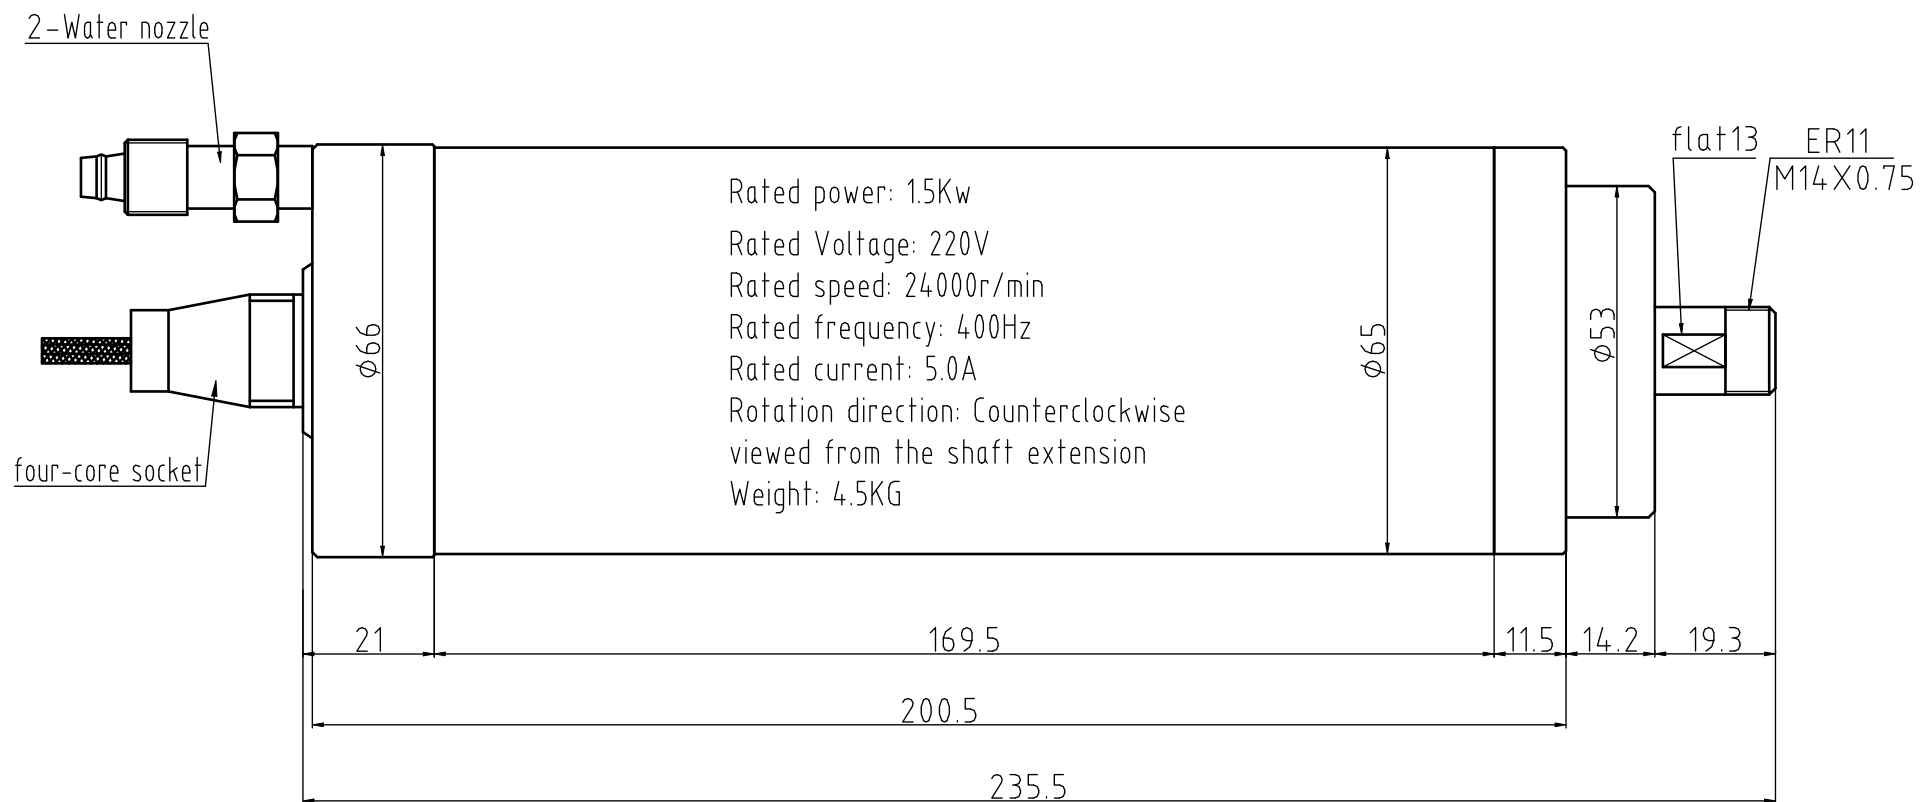 2-Water nozzle
flat13
ER11
M14X0.75
Rated power: 1.5Kw
Rated Voltage: 220V
Rated speed: 24000r/min
Rated frequency: 400Hz
Rated current: 5.0A
Rotation direction: Counterclockwise
viewed from the shaft extension
Weight: 4.5KG
ϕ66
ϕ65
ϕ53
four-core socket
21
169.5
11.5
14.2
19.3
200.5
235.5